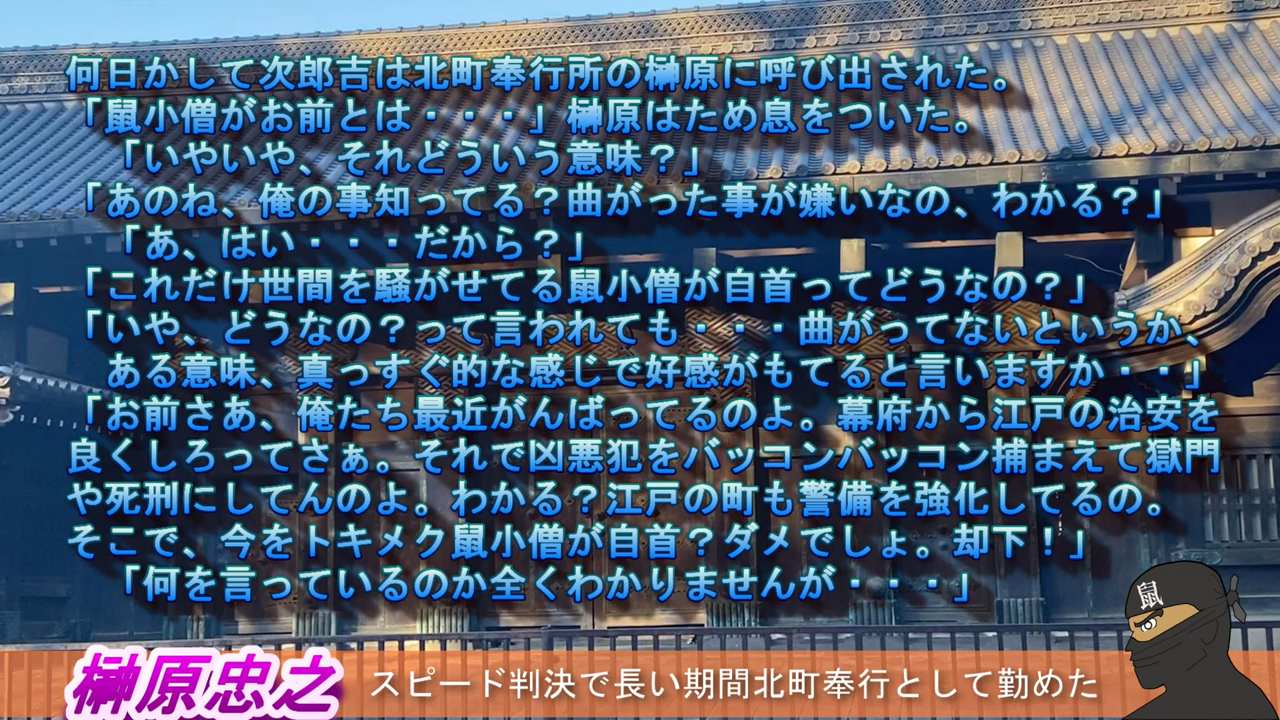 何日かして次郎吉は北町奉行所の榊原に呼び出された。
「鼠小僧がお前とは・・・」榊原はため息をついた。
「いやいや、それどういう意味？」
「あのね、俺の事知ってる？曲がった事が嫌いなの、わかる？」
「あ、はい・・・だから？」
「これだけ世間を騒がせてる鼠小僧が自首ってどうなの？」
「いや、どうなの？って言われても・・・曲がってないというか、
ある意味、真っすぐ的な感じで好感がもてると言いますか・・」
「お前さあ、俺たち最近がんばってるのよ。幕府から江戸の治安を
良くしろってさぁ。それで凶悪犯をバッコンバッコン捕まえて獄門
や死刑にしてんのよ。わかる？江戸の町も警備を強化してるの。
そこで、今をトキメク鼠小僧が自首？ダメでしょ。却下！」
「何を言っているのか全くわかりませんが・・・」
鼠
榊原忠之
スピード判決で長い期間北町奉行として勤めた